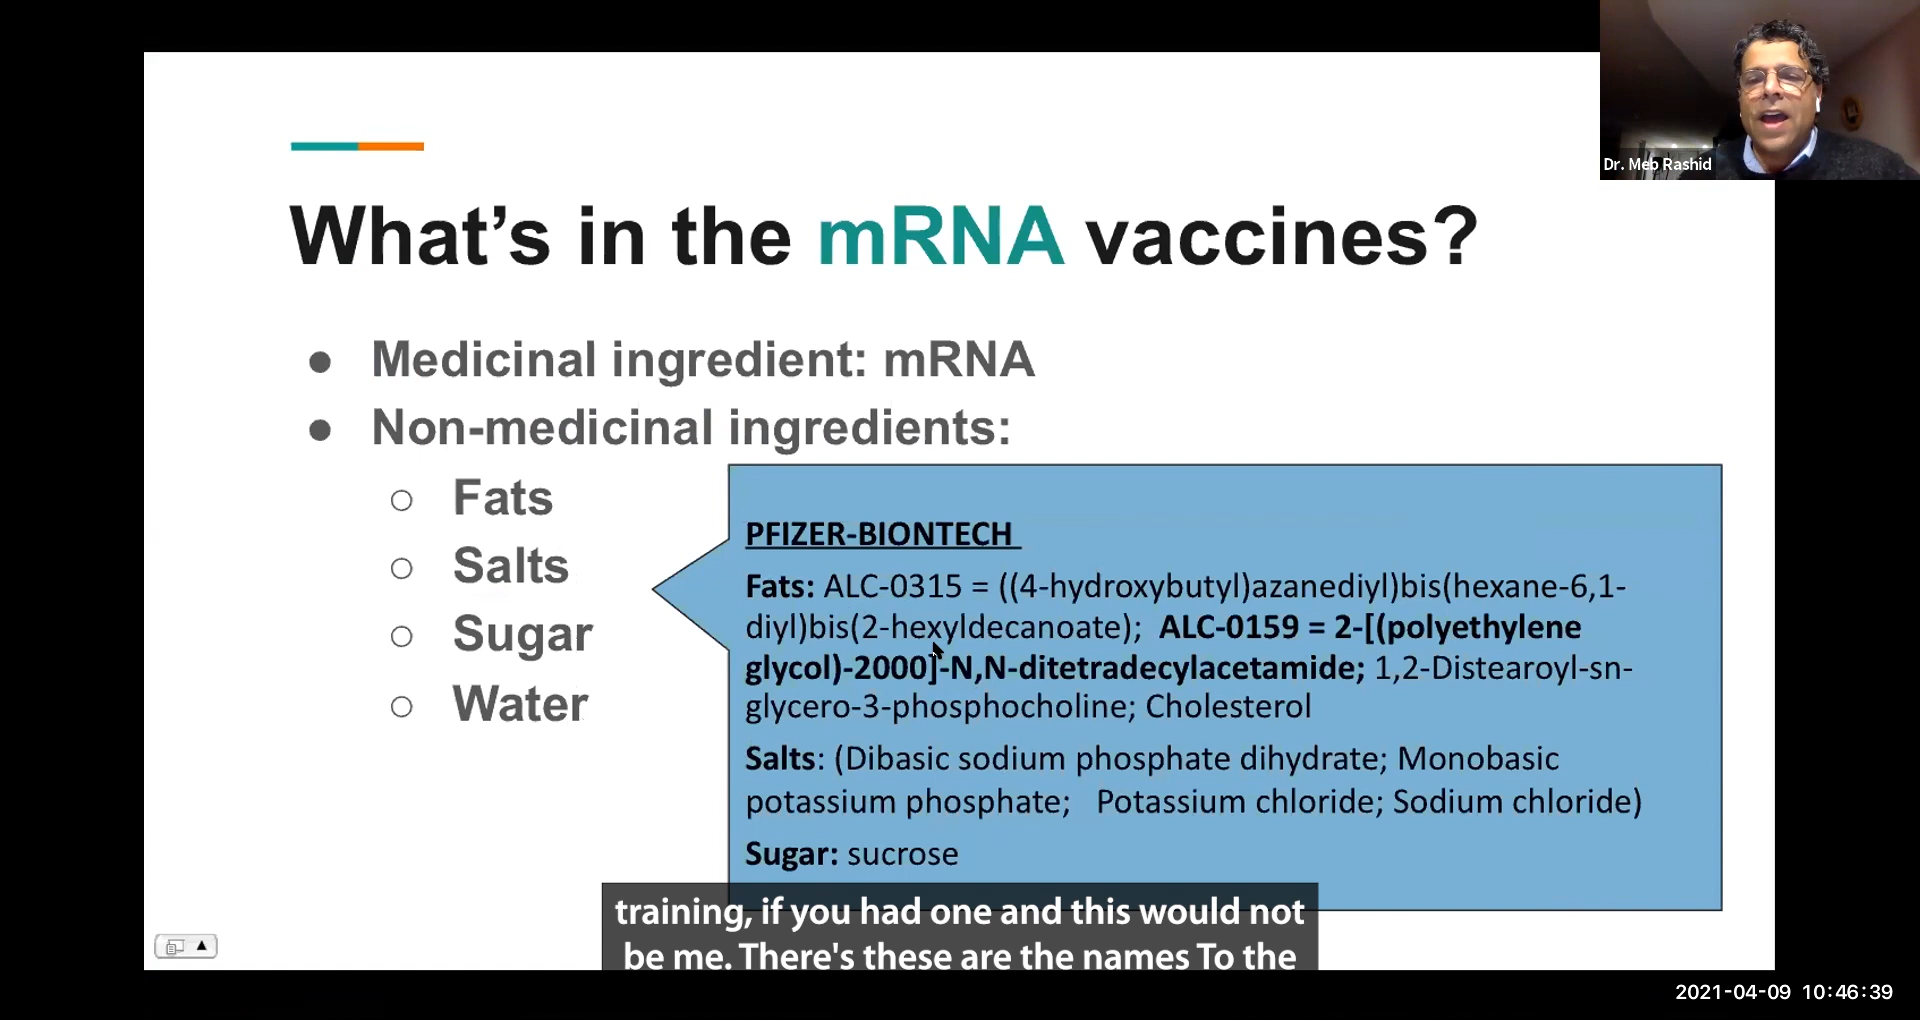 Dr. Meb Rashid
What's in the mRNA vaccines?
● Medicinal ingredient: mRNA
● Non-medicinal ingredients:
○ Fats
○ Salts
○ Sugar
○ Water
PFIZER-BIONTECH
Fats: ALC-0315 = ((4-hydroxybutyl)azanediyl)bis(hexane-6,1-
diyl)bis(2-hexyldecanoate); ALC-0159 = 2-[(polyethylene
glycol)-2000]-N,N-ditetradecylacetamide; 1,2-Distearoyl-sn-
glycero-3-phosphocholine; Cholesterol
Salts: (Dibasic sodium phosphate dihydrate; Monobasic
potassium phosphate; Potassium chloride; Sodium chloride)
Sugar: sucrose
training, if you had one and this would not
be me. There's these are the names To the
2021-04-09 10:46:39